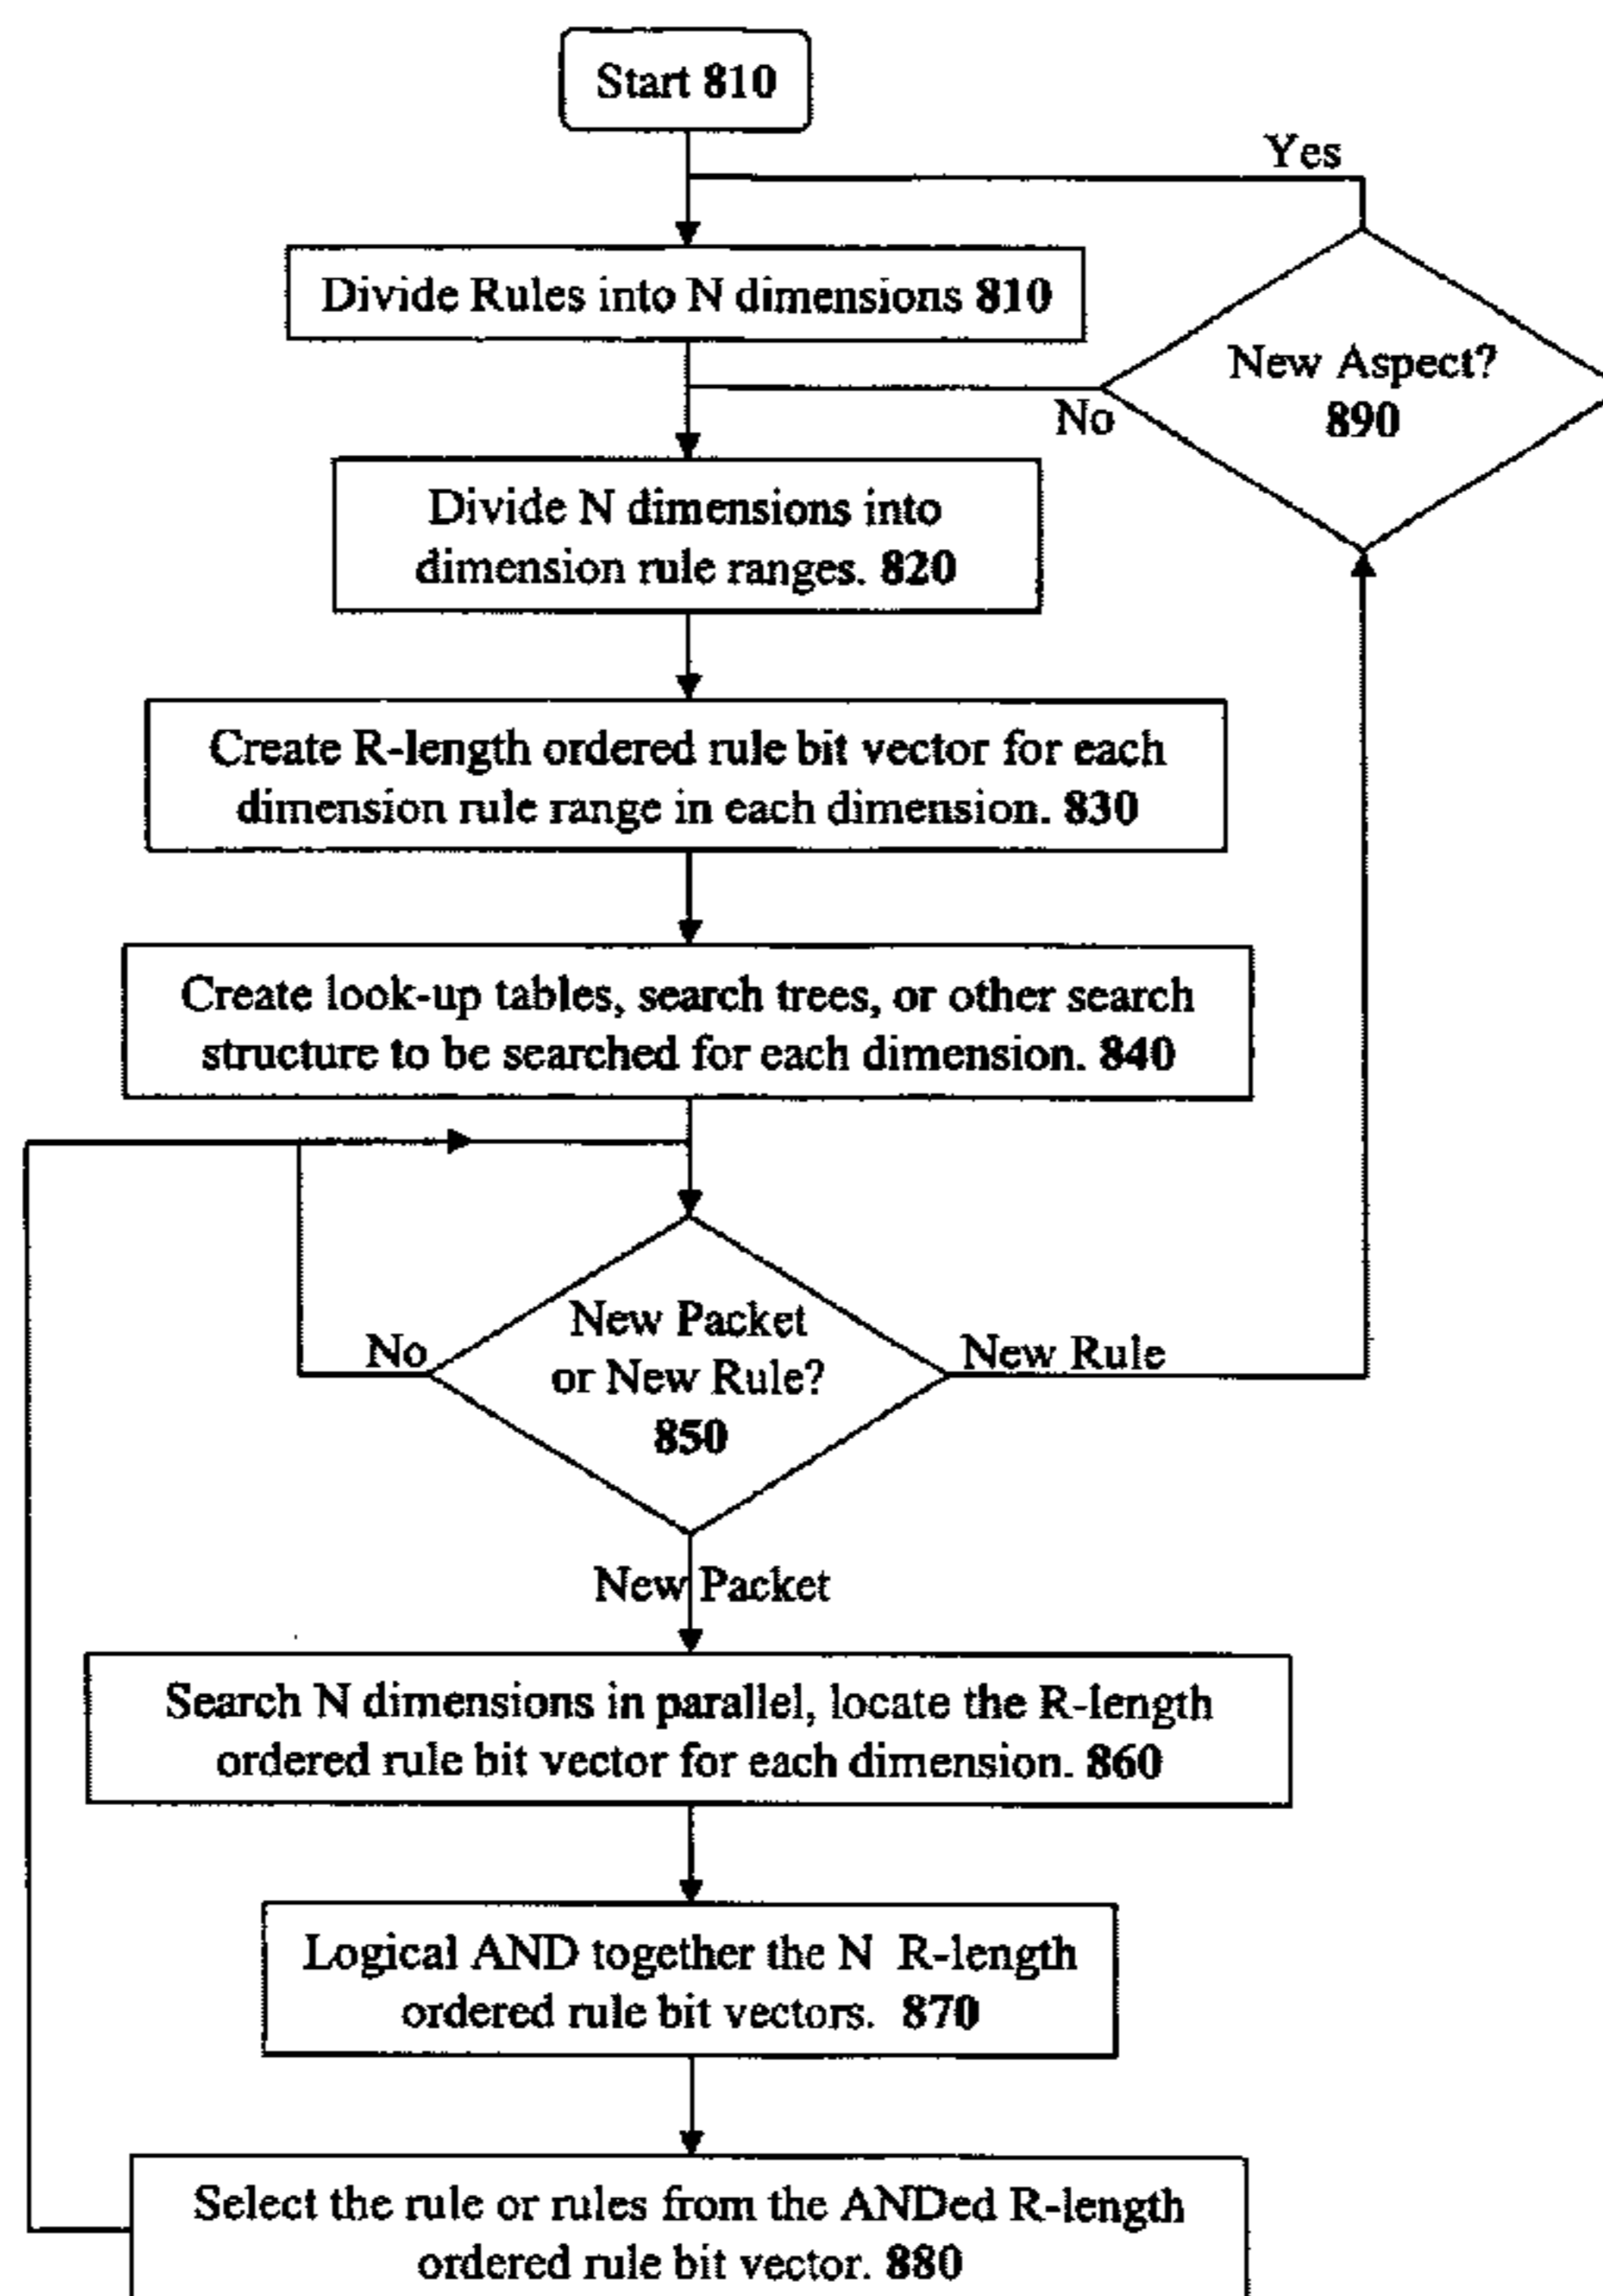 Start 810
Yes
Divide Rules into N dimensions 810
New Aspect?
890
No
Divide N dimensions into
dimension rule ranges. 820
Create R-length ordered rule bit vector for each
dimension rule range in each dimension. 830
Create look-up tables, search trees, or other search
structure to be searched for each dimension. 840
New Packet
or New Rule?
850
No
New Rule
New Packet
Search N dimensions in parallel, locate the R-length
ordered rule bit vector for each dimension. 860
Logical AND together the N R-length
ordered rule bit vectors. 870
Select the rule or rules from the ANDed R-length
ordered rule bit vector. 880